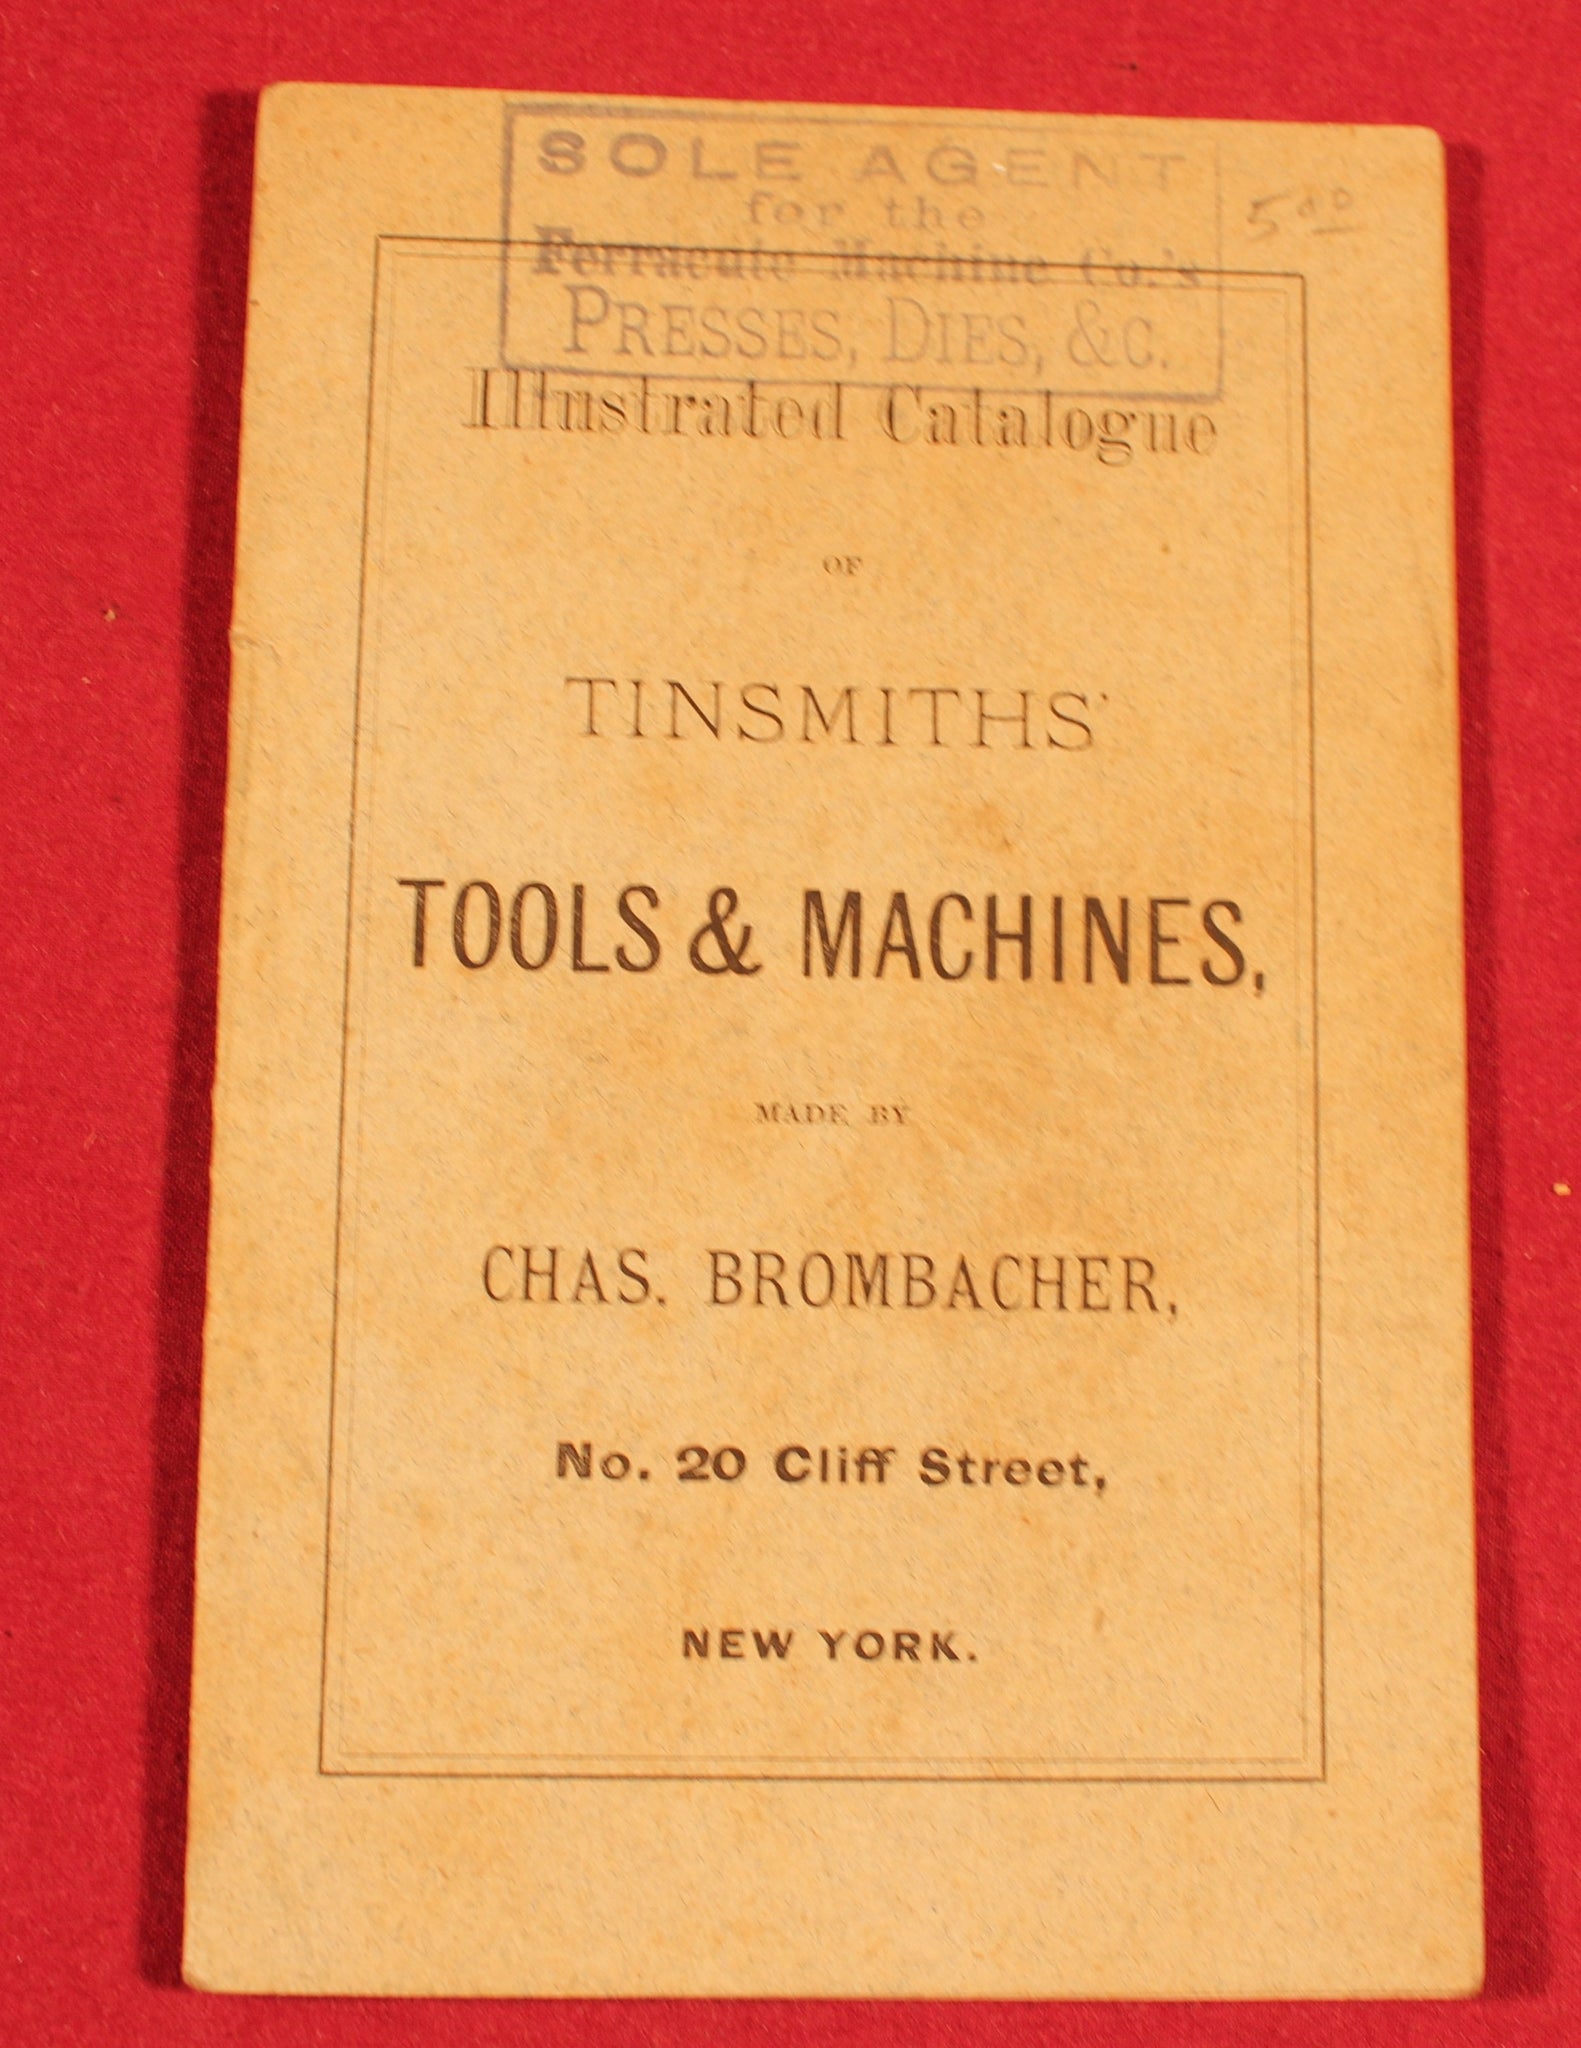 SOLE AGENT
for the
Ferracute Machine Co.'s
PRESSES, DIES, &C.
5.00
Illustrated Catalogue
OF
TINSMITHS'
TOOLS & MACHINES,
MADE BY
CHAS. BROMBACHER,
No. 20 Cliff Street,
NEW YORK.